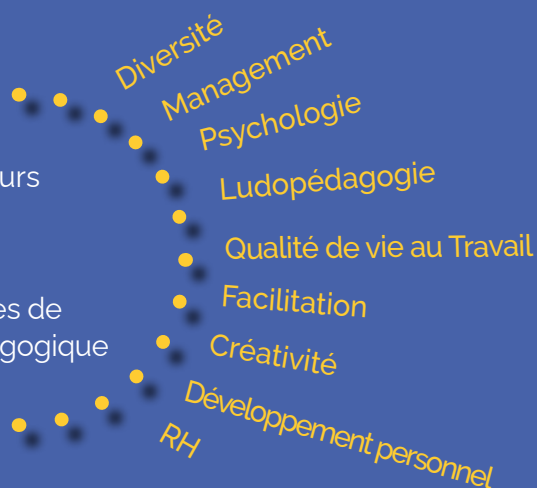 Diversité
Management
Psychologie
urs
Ludopédagogie
Qualité de vie au Travail
Facilitation
es de
gogique
Créativité
Développement personnel
RH